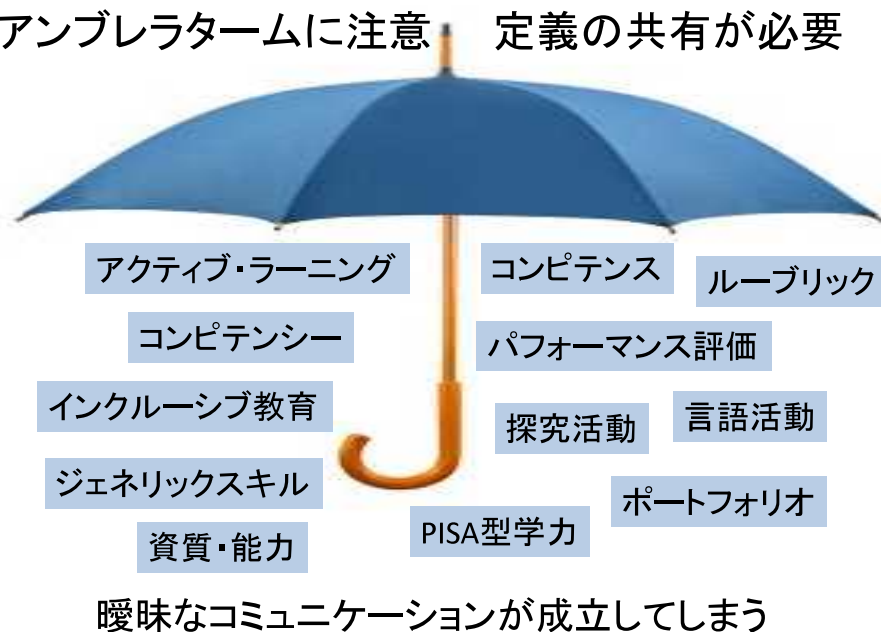 アンブレラタームに注意 定義の共有が必要
アクティブ・ラーニング
コンピテンス
ルーブリック
コンピテンシー
パフォーマンス評価
インクルーシブ教育
探究活動
言語活動
ジェネリックスキル
ポートフォリオ
資質・能力
PISA型学力
曖昧なコミュニケーションが成立してしまう